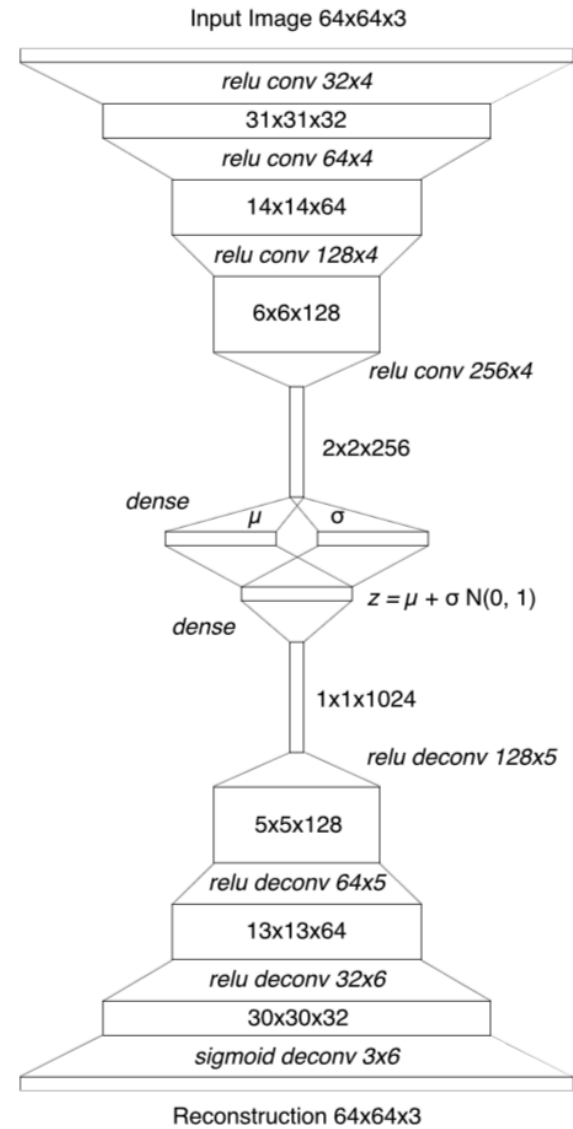 Input Image 64x64x3
relu conv 32x4
31x31x32
relu conv 64x4
14x14x64
relu conv 128x4
6x6x128
relu conv 256x4
2x2x256
dense
μ
σ
z = μ + σ N(0, 1)
dense
1x1x1024
relu deconv 128x5
5x5x128
relu deconv 64x5
13x13x64
relu deconv 32x6
30x30x32
sigmoid deconv 3x6
Reconstruction 64x64x3